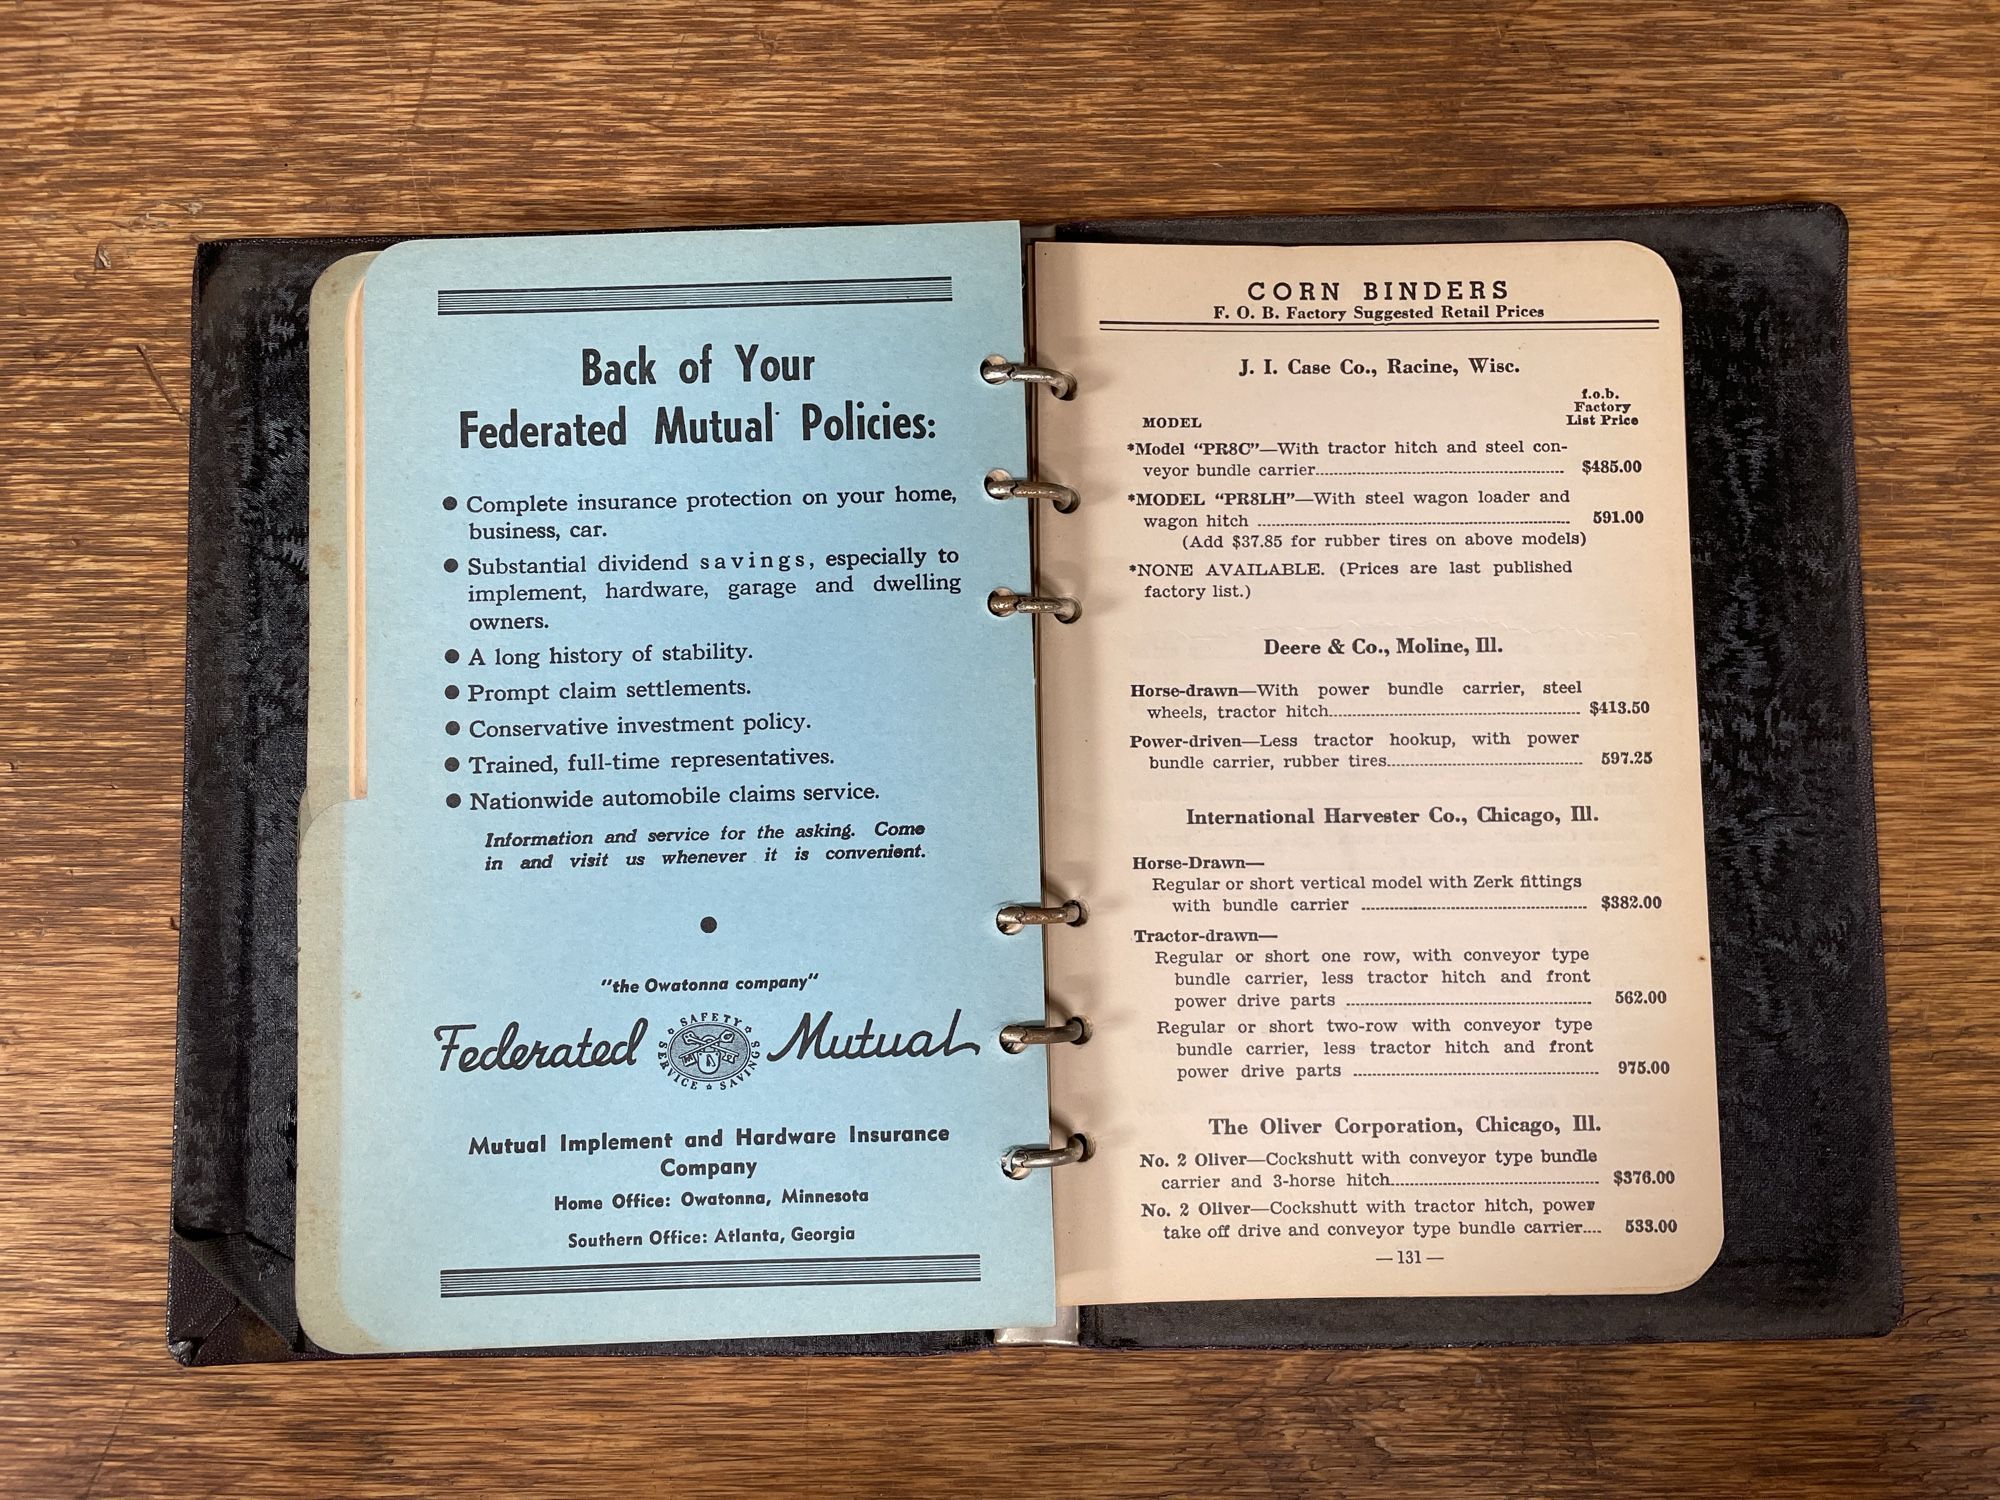 Back of Your
Federated Mutual Policies:
● Complete insurance protection on your home,
business, car.
● Substantial dividend savings, especially to
implement, hardware, garage and dwelling
owners.
● A long history of stability.
● Prompt claim settlements.
● Conservative investment policy.
● Trained, full-time representatives.
● Nationwide automobile claims service.
Information and service for the asking. Come
in and visit us whenever it is convenient.
"the Owatonna company"
Federated Mutual
SAFETY SAVINGS SERVICE
Mutual Implement and Hardware Insurance
Company
Home Office: Owatonna, Minnesota
Southern Office: Atlanta, Georgia
CORN BINDERS
F. O. B. Factory Suggested Retail Prices
J. I. Case Co., Racine, Wisc.
f.o.b.
Factory
MODEL List Price
*Model "PR8C"—With tractor hitch and steel con-
veyor bundle carrier........ $485.00
*MODEL "PR8LH"—With steel wagon loader and
wagon hitch ........ 591.00
(Add $37.85 for rubber tires on above models)
*NONE AVAILABLE. (Prices are last published
factory list.)
Deere & Co., Moline, Ill.
Horse-drawn—With power bundle carrier, steel
wheels, tractor hitch........ $413.50
Power-driven—Less tractor hookup, with power
bundle carrier, rubber tires........ 597.25
International Harvester Co., Chicago, Ill.
Horse-Drawn—
Regular or short vertical model with Zerk fittings
with bundle carrier ........ $382.00
Tractor-drawn—
Regular or short one row, with conveyor type
bundle carrier, less tractor hitch and front
power drive parts ........ 562.00
Regular or short two-row with conveyor type
bundle carrier, less tractor hitch and front
power drive parts ........ 975.00
The Oliver Corporation, Chicago, Ill.
No. 2 Oliver—Cockshutt with conveyor type bundle
carrier and 3-horse hitch........ $376.00
No. 2 Oliver—Cockshutt with tractor hitch, power
take off drive and conveyor type bundle carrier.... 533.00
— 131 —